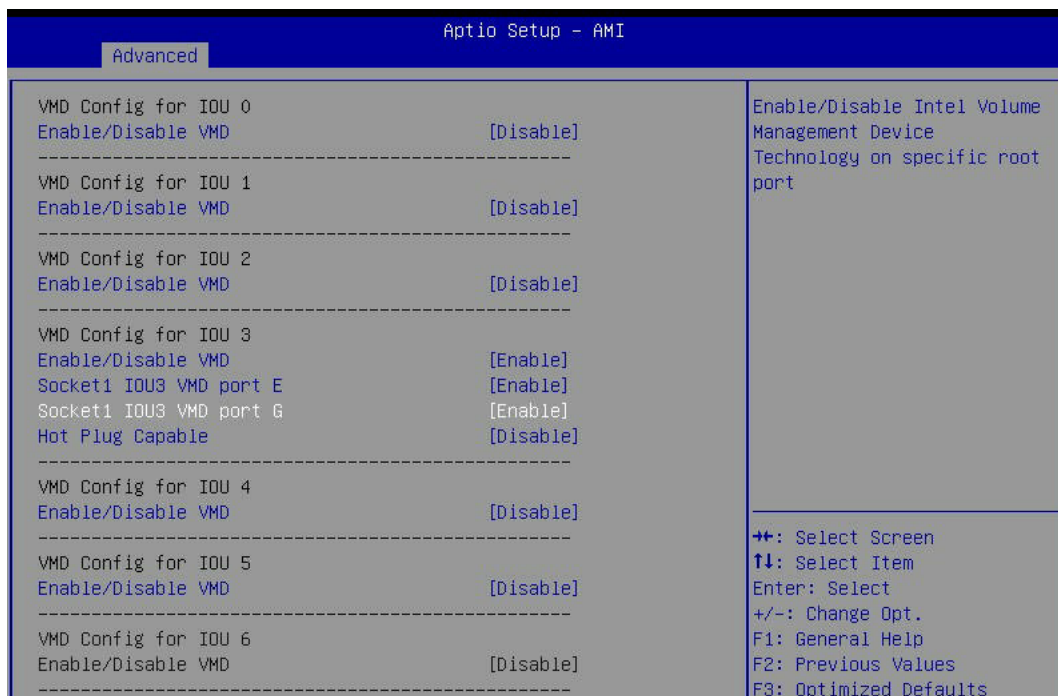 Aptio Setup – AMI
Advanced
VMD Config for IOU 0
Enable/Disable VMD [Disable]
--------------------------------------------------------
VMD Config for IOU 1
Enable/Disable VMD [Disable]
--------------------------------------------------------
VMD Config for IOU 2
Enable/Disable VMD [Disable]
--------------------------------------------------------
VMD Config for IOU 3
Enable/Disable VMD [Enable]
Socket1 IOU3 VMD port E [Enable]
Socket1 IOU3 VMD port G [Enable]
Hot Plug Capable [Disable]
--------------------------------------------------------
VMD Config for IOU 4
Enable/Disable VMD [Disable]
--------------------------------------------------------
VMD Config for IOU 5
Enable/Disable VMD [Disable]
--------------------------------------------------------
VMD Config for IOU 6
Enable/Disable VMD [Disable]
--------------------------------------------------------
Enable/Disable Intel Volume
Management Device
Technology on specific root
port
→←: Select Screen
↑↓: Select Item
Enter: Select
+/-: Change Opt.
F1: General Help
F2: Previous Values
F3: Optimized Defaults